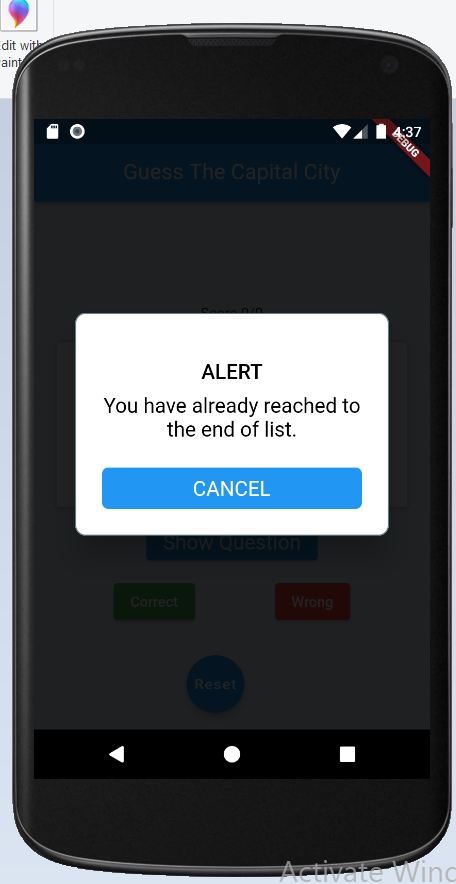 dit with
aint
4:37
DEBUG
Guess The Capital City
Score 0/0
ALERT
You have already reached to
the end of list.
CANCEL
Show Question
Correct
Wrong
Reset
Activate Winc